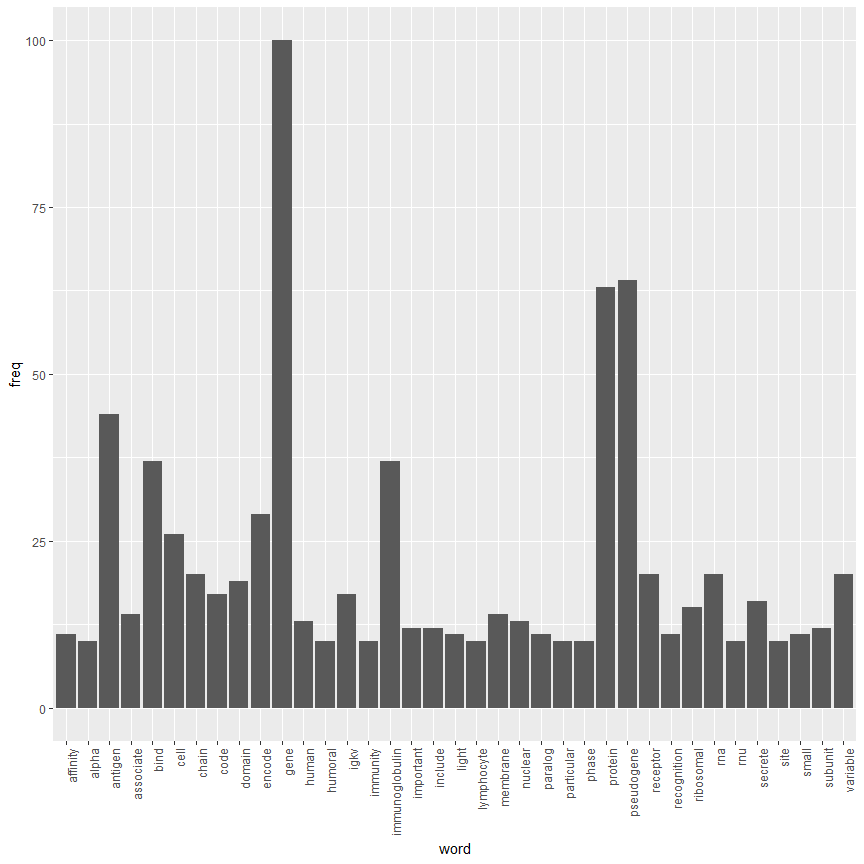 100
75
50
25
0
freq
affinity
alpha
antigen
associate
bind
cell
chain
code
domain
encode
gene
human
humoral
igkv
immunity
immunoglobulin
important
include
light
lymphocyte
membrane
nuclear
paralog
particular
phase
protein
pseudogene
receptor
recognition
ribosomal
rna
rnu
secrete
site
small
subunit
variable
word